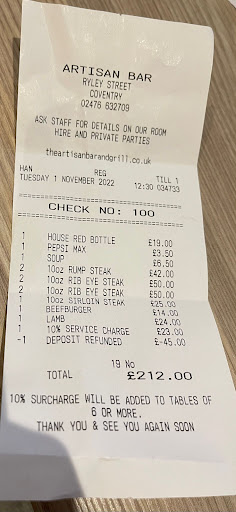 ARTISAN BAR
RYLEY STREET
COVENTRY
02476 632709
ASK STAFF FOR DETAILS ON OUR ROOM
HIRE AND PRIVATE PARTIES
theartisanbarandgrill.co.uk
HAN REG TILL 1
TUESDAY 1 NOVEMBER 2022 12:30 034733
CHECK NO: 100
1 HOUSE RED BOTTLE £19.00
1 PEPSI MAX £3.50
1 SOUP £6.50
2 10oz RUMP STEAK £42.00
2 10oz RIB EYE STEAK £50.00
2 10oz RIB EYE STEAK £50.00
1 10oz SIRLOIN STEAK £25.00
1 BEEFBURGER £14.00
1 LAMB £24.00
1 10% SERVICE CHARGE £23.00
-1 DEPOSIT REFUNDED £-45.00
19 No
TOTAL £212.00
10% SURCHARGE WILL BE ADDED TO TABLES OF
6 OR MORE.
THANK YOU & SEE YOU AGAIN SOON